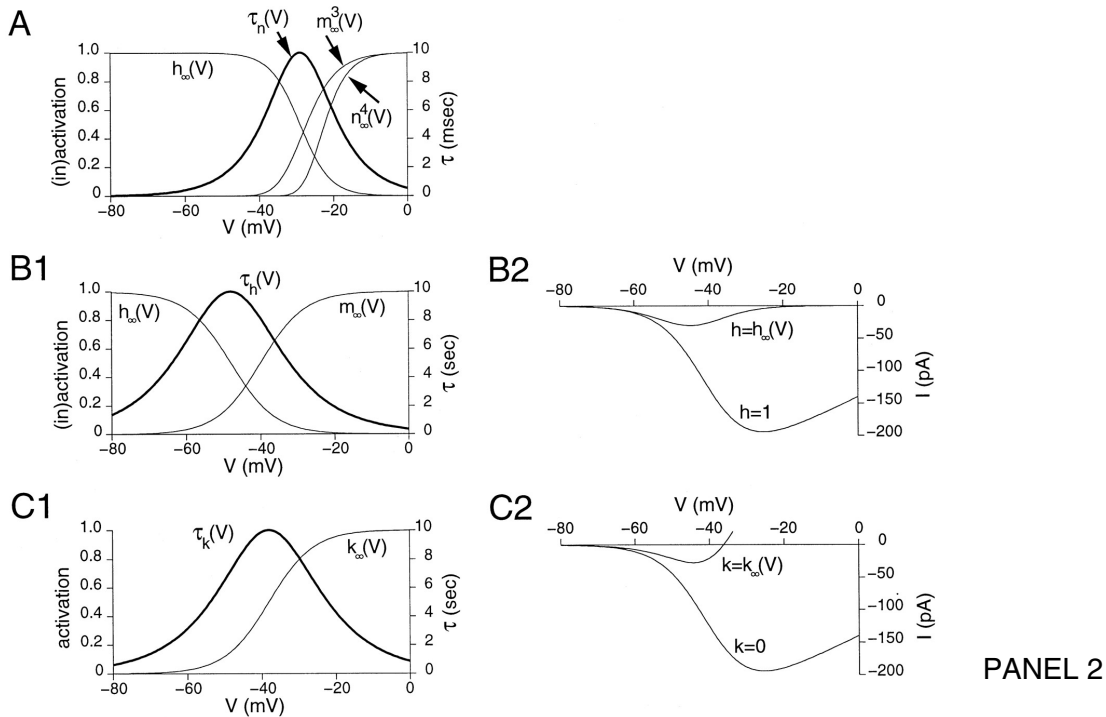 A
τn(V)
m∞³(V)
1.0
10
h∞(V)
0.8
8
n∞⁴(V)
0.6
6
0.4
4
0.2
2
0
0
(in)activation
τ (msec)
−80
−60
−40
−20
0
V (mV)
B1
τh(V)
1.0
10
h∞(V)
m∞(V)
0.8
8
0.6
6
0.4
4
0.2
2
0
0
(in)activation
τ (sec)
−80
−60
−40
−20
0
V (mV)
B2
V (mV)
−80
−60
−40
−20
0
0
h=h∞(V)
−50
−100
h=1
−150
−200
I (pA)
C1
τk(V)
1.0
10
k∞(V)
0.8
8
0.6
6
0.4
4
0.2
2
0
0
activation
τ (sec)
−80
−60
−40
−20
0
V (mV)
C2
V (mV)
−80
−60
−40
−20
0
0
k=k∞(V)
−50
−100
k=0
−150
−200
I (pA)
PANEL 2